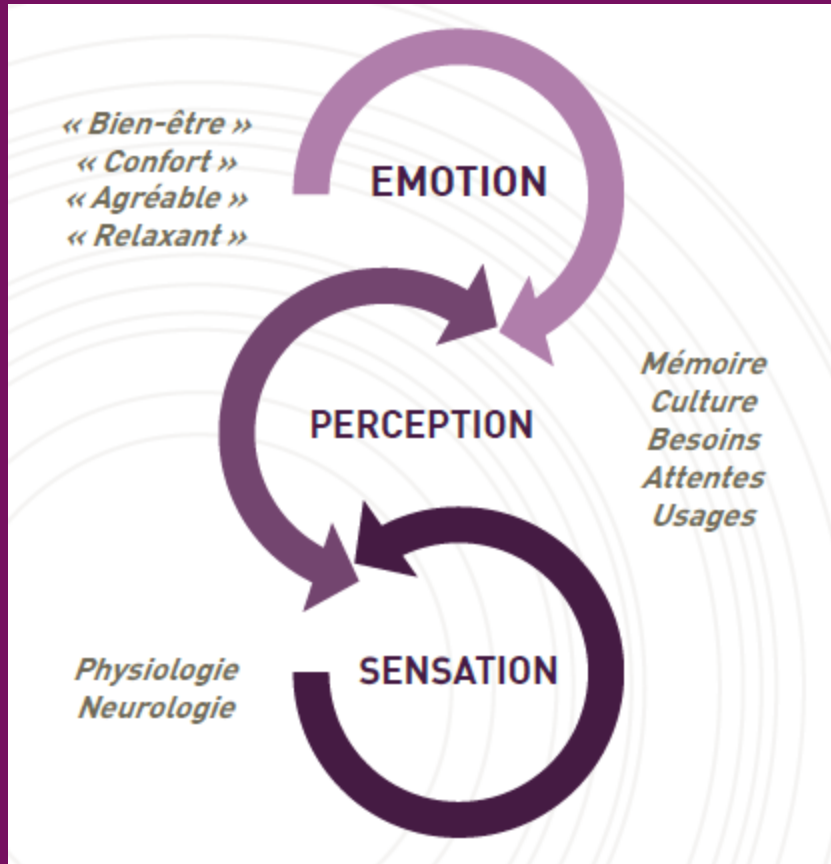 « Bien-être »
« Confort »
« Agréable »
« Relaxant »
EMOTION
Mémoire
Culture
Besoins
Attentes
Usages
PERCEPTION
Physiologie
Neurologie
SENSATION